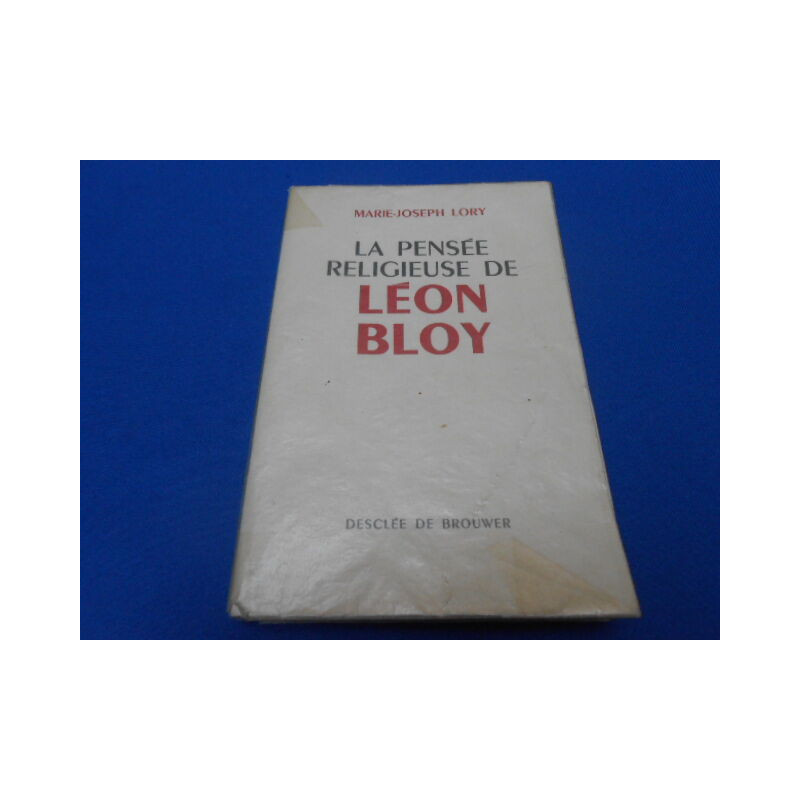 MARIE-JOSEPH LORY
LA PENSÉE
RELIGIEUSE DE
LÉON
BLOY
DESCLÉE DE BROUWER